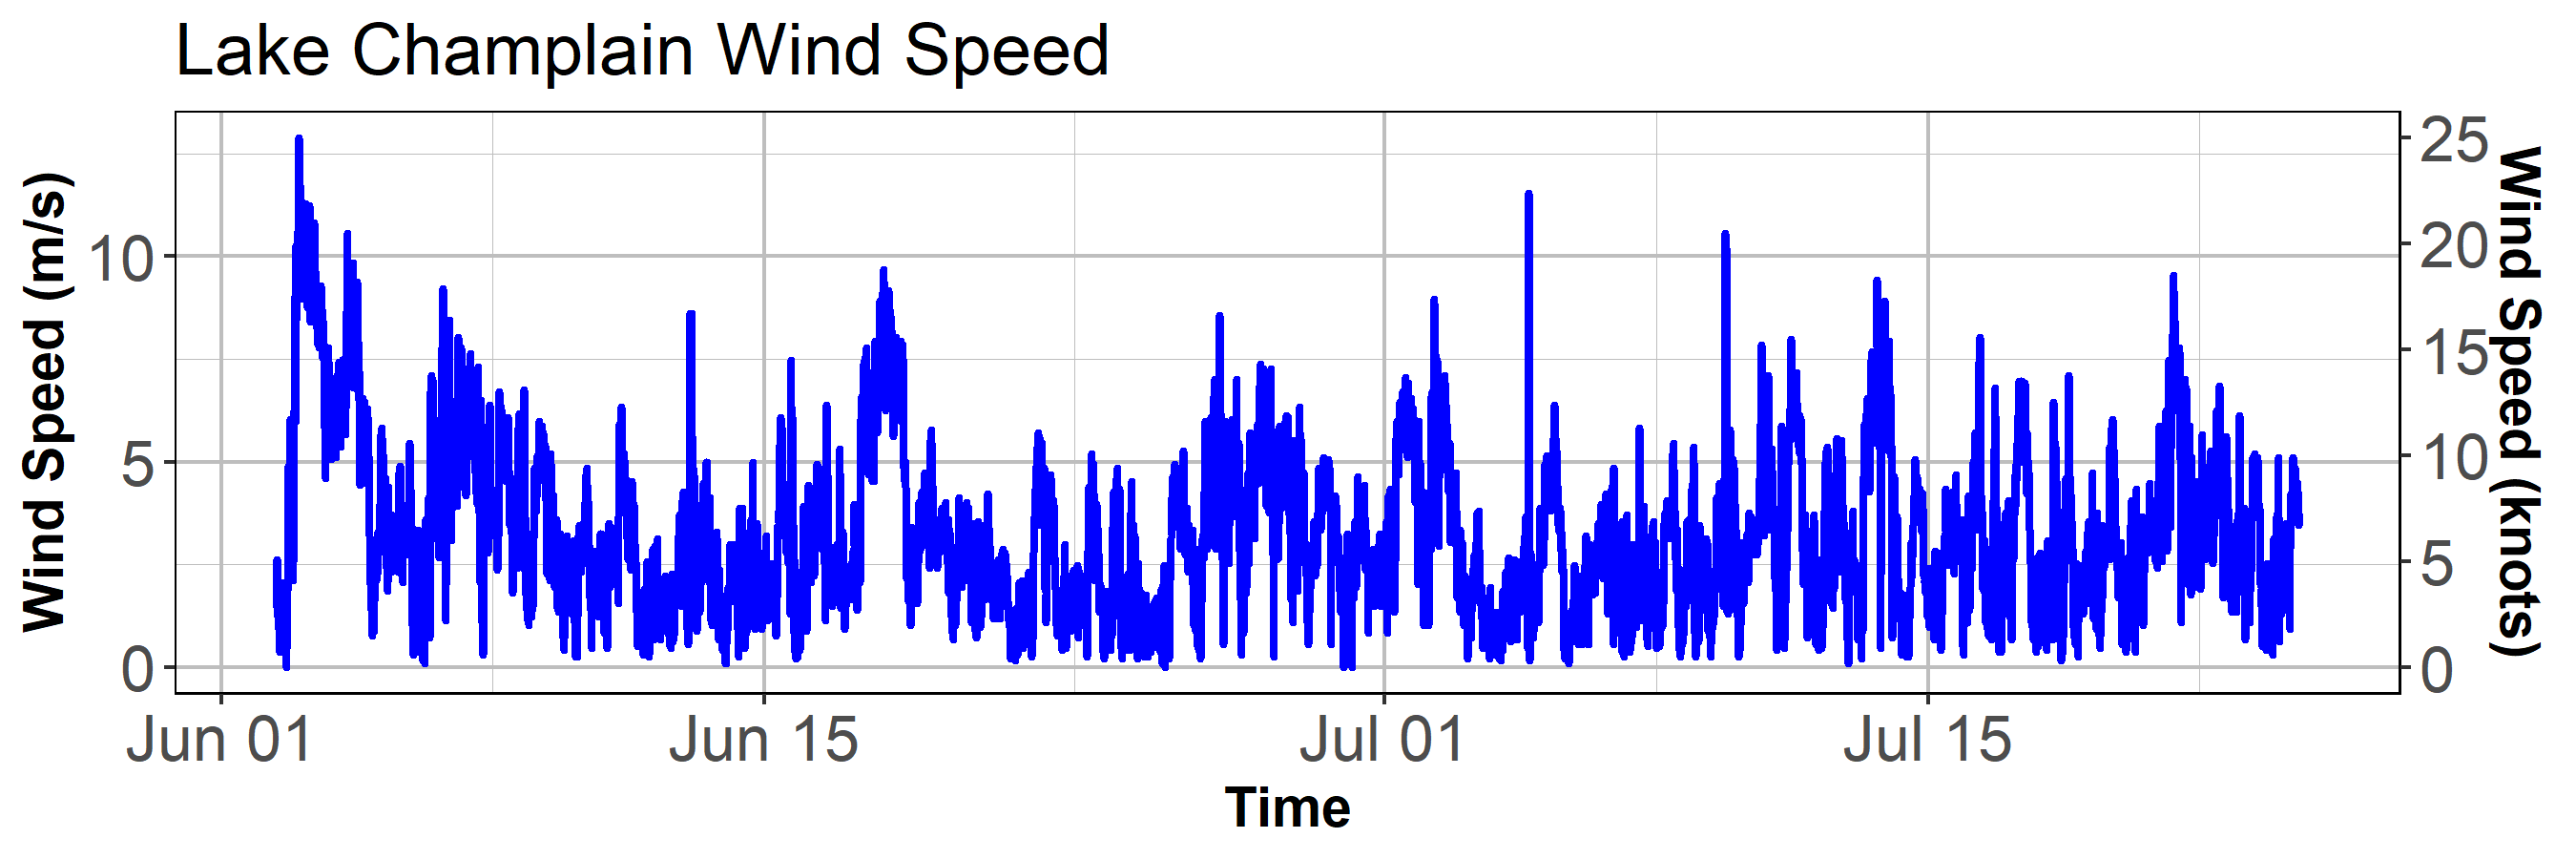 Lake Champlain Wind Speed
Wind Speed (m/s)
10
5
0
25
20
15
10
5
0
Wind Speed (knots)
Jun 01
Jun 15
Jul 01
Jul 15
Time